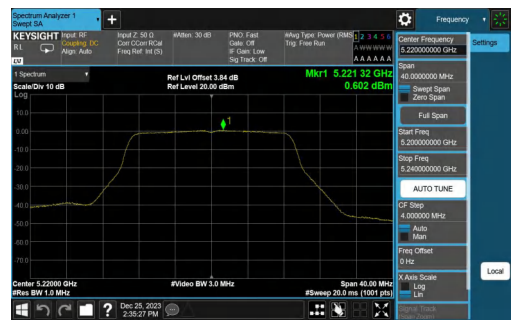 Spectrum Analyzer 1
Swept SA
+
Frequency
KEYSIGHT
Input: RF
Input Z: 50 Ω
#Atten: 30 dB
PNO: Fast
#Avg Type: Power (RMS)
1 2 3 4 5 6
Center Frequency
Settings
RL
Coupling: DC
Corr CCorr RCal
Gate: Off
Trig: Free Run
5.220000000 GHz
Align: Auto
Freq Ref: Int (S)
IF Gain: Low
A W W W W W
Sig Track: Off
A A A A A A
LXI
Span
1 Spectrum
Ref Lvl Offset 3.84 dB
Mkr1 5.221 32 GHz
40.0000000 MHz
Scale/Div 10 dB
Ref Level 20.00 dBm
0.602 dBm
Swept Span
Zero Span
Log
10.0
Full Span
1
0.00
Start Freq
5.200000000 GHz
-10.0
Stop Freq
5.240000000 GHz
-20.0
AUTO TUNE
-30.0
CF Step
4.000000 MHz
-40.0
Auto
Man
-50.0
Freq Offset
0 Hz
-60.0
-70.0
X Axis Scale
Local
Log
Lin
Center 5.22000 GHz
#Video BW 3.0 MHz
Span 40.00 MHz
#Res BW 1.0 MHz
#Sweep 20.0 ms (1001 pts)
Signal Track
?
Dec 25, 2023
2:35:27 PM